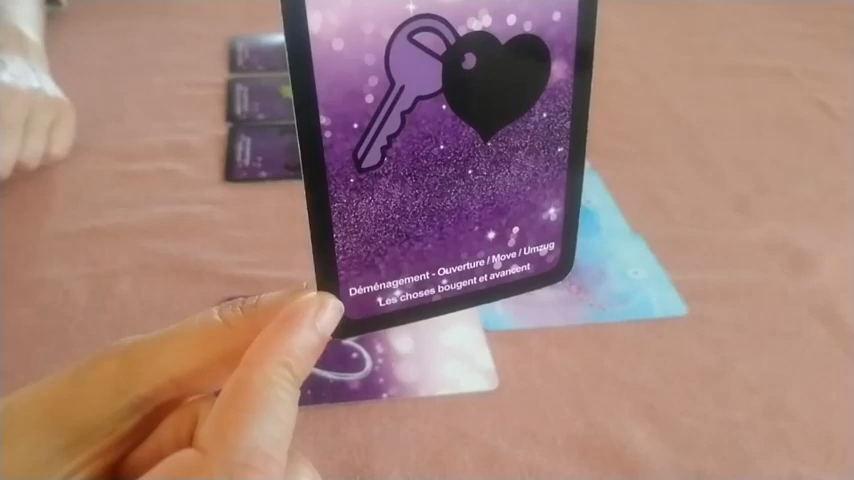 Déménagement - Ouverture / Move / Umzug
Les choses bougent et avancent